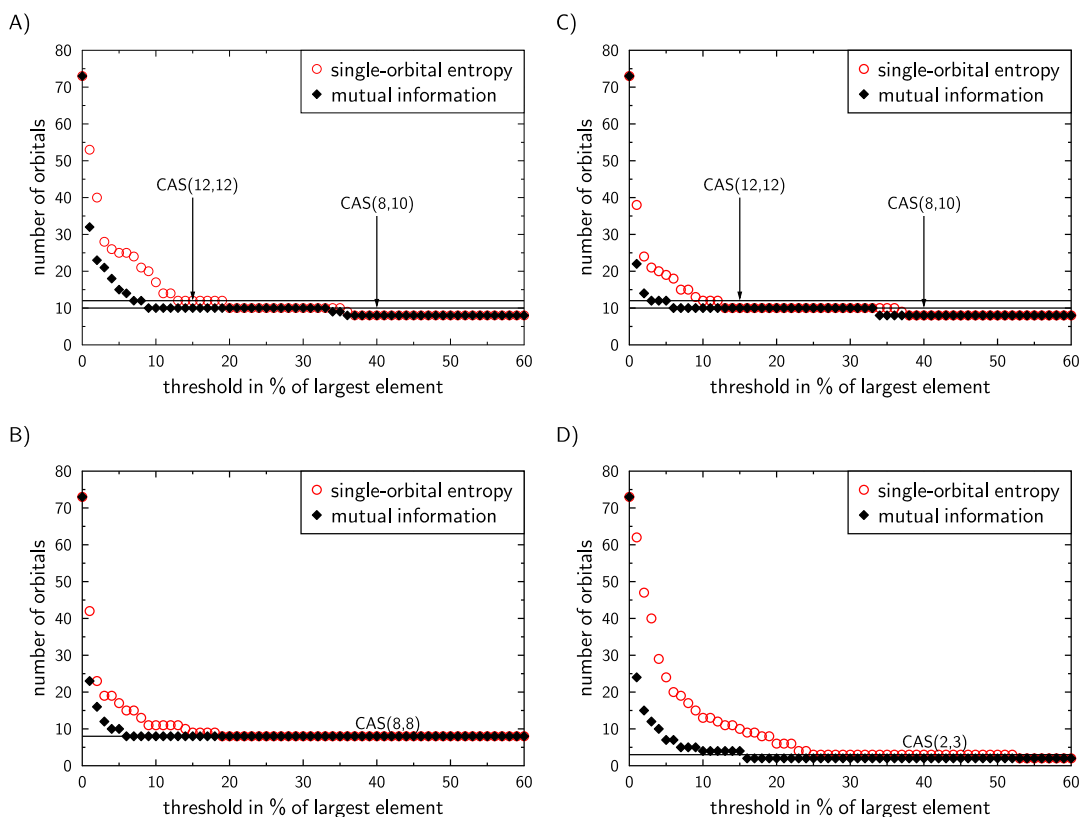 A)
80
70
60
50
40
30
20
10
0
number of orbitals
single-orbital entropy
mutual information
CAS(12,12)
CAS(8,10)
0 10 20 30 40 50 60
threshold in % of largest element
C)
80
70
60
50
40
30
20
10
0
number of orbitals
single-orbital entropy
mutual information
CAS(12,12)
CAS(8,10)
0 10 20 30 40 50 60
threshold in % of largest element
B)
80
70
60
50
40
30
20
10
0
number of orbitals
single-orbital entropy
mutual information
CAS(8,8)
0 10 20 30 40 50 60
threshold in % of largest element
D)
80
70
60
50
40
30
20
10
0
number of orbitals
single-orbital entropy
mutual information
CAS(2,3)
0 10 20 30 40 50 60
threshold in % of largest element